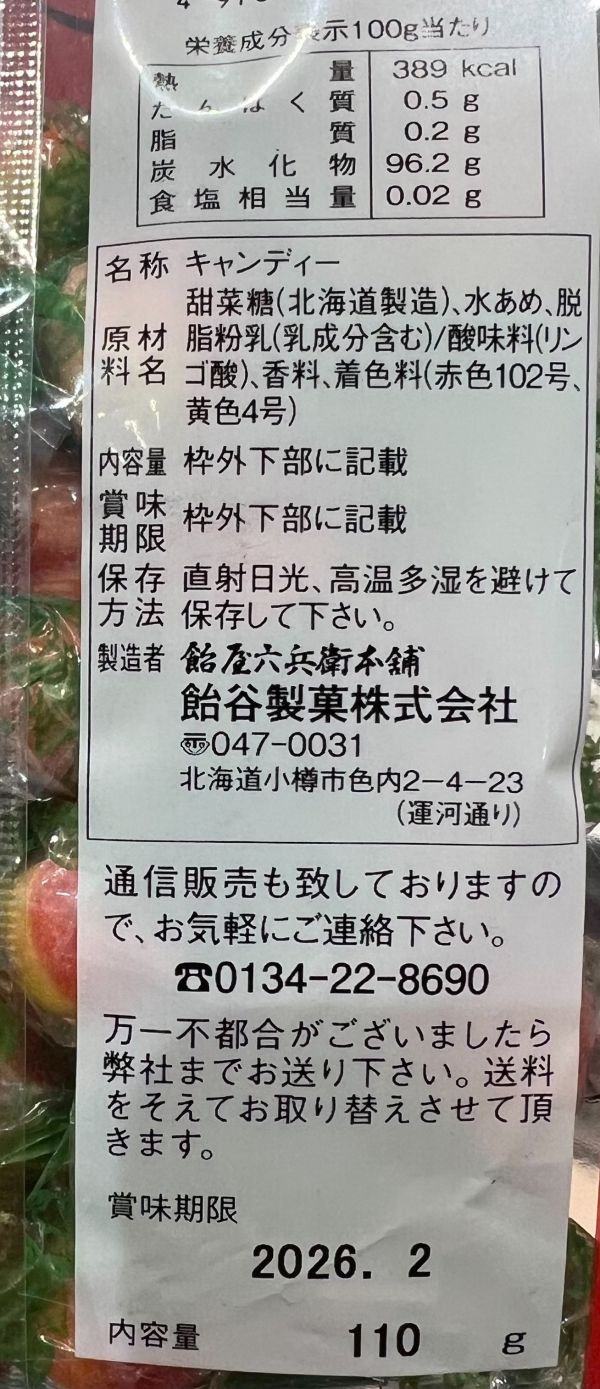 栄養成分表示100g当たり
熱量 389 kcal
たんぱく質 0.5 g
脂質 0.2 g
炭水化物 96.2 g
食塩相当量 0.02 g
名称 キャンディー
原材料名 甜菜糖(北海道製造)、水あめ、脱
脂粉乳(乳成分含む)/酸味料(リン
ゴ酸)、香料、着色料(赤色102号、
黄色4号)
内容量 枠外下部に記載
賞味期限 枠外下部に記載
保存方法 直射日光、高温多湿を避けて
保存して下さい。
製造者 飴屋六兵衛本舗
飴谷製菓株式会社
〠047-0031
北海道小樽市色内2-4-23
(運河通り)
通信販売も致しておりますの
で、お気軽にご連絡下さい。
☎0134-22-8690
万一不都合がございましたら
弊社までお送り下さい。送料
をそえてお取り替えさせて頂
きます。
賞味期限
2026. 2
内容量 110 g